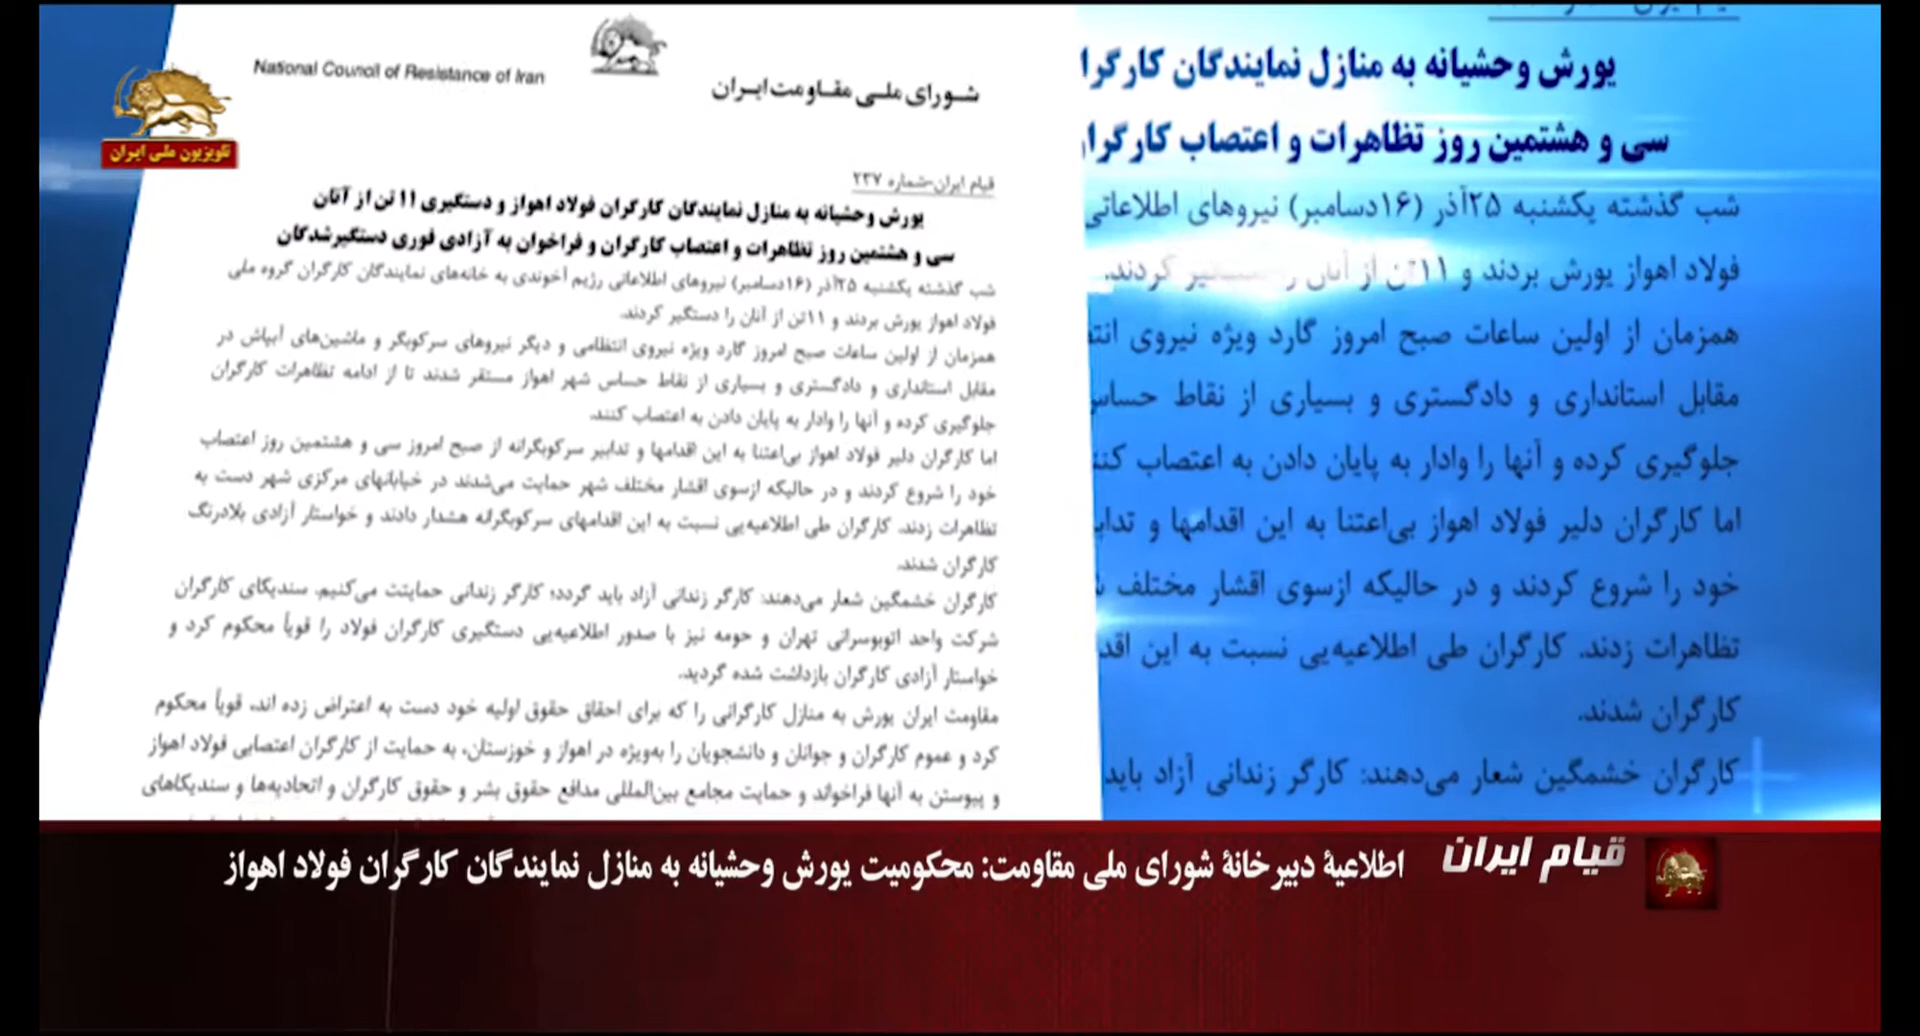 National Council of Resistance of Iran
شورای ملی مقاومت ایران
تلویزیون ملی ایران
قیام ایران-شماره ۲۳۷
یورش وحشیانه به منازل نمایندگان کارگران فولاد اهواز و دستگیری ۱۱ تن از آنان
سی و هشتمین روز تظاهرات و اعتصاب کارگران و فراخوان به آزادی فوری دستگیرشدگان
شب گذشته یکشنبه ۲۵آذر (۱۶دسامبر) نیروهای اطلاعاتی رژیم آخوندی به خانه‌های نمایندگان کارگران گروه ملی
فولاد اهواز یورش بردند و ۱۱تن از آنان را دستگیر کردند.
همزمان از اولین ساعات صبح امروز گارد ویژه نیروی انتظامی و دیگر نیروهای سرکوبگر و ماشین‌های آبپاش در
مقابل استانداری و دادگستری و بسیاری از نقاط حساس شهر اهواز مستقر شدند تا از ادامه تظاهرات کارگران
جلوگیری کرده و آنها را وادار به پایان دادن به اعتصاب کنند.
اما کارگران دلیر فولاد اهواز بی‌اعتنا به این اقدامها و تدابیر سرکوبگرانه از صبح امروز سی و هشتمین روز اعتصاب
خود را شروع کردند و در حالیکه ازسوی اقشار مختلف شهر حمایت می‌شدند در خیابانهای مرکزی شهر دست به
تظاهرات زدند. کارگران طی اطلاعیه‌یی نسبت به این اقدامهای سرکوبگرانه هشدار دادند و خواستار آزادی بلادرنگ
کارگران شدند.
کارگران خشمگین شعار می‌دهند: کارگر زندانی آزاد باید گردد؛ کارگر زندانی حمایتت می‌کنیم. سندیکای کارگران
شرکت واحد اتوبوسرانی تهران و حومه نیز با صدور اطلاعیه‌یی دستگیری کارگران فولاد را قویاً محکوم کرد و
خواستار آزادی کارگران بازداشت شده گردید.
مقاومت ایران یورش به منازل کارگرانی را که برای احقاق حقوق اولیه خود دست به اعتراض زده اند، قویاً محکوم
کرد و عموم کارگران و جوانان و دانشجویان را به‌ویژه در اهواز و خوزستان، به حمایت از کارگران اعتصابی فولاد اهواز
و پیوستن به آنها فراخواند و حمایت مجامع بین‌المللی مدافع حقوق بشر و حقوق کارگران و اتحادیه‌ها و سندیکاهای
یورش وحشیانه به منازل نمایندگان کارگرا
سی و هشتمین روز تظاهرات و اعتصاب کارگرا
شب گذشته یکشنبه ۲۵آذر (۱۶دسامبر) نیروهای اطلاعاتی
فولاد اهواز یورش بردند و ۱۱تن از آنان را دستگیر کردند.
همزمان از اولین ساعات صبح امروز گارد ویژه نیروی انتظ
مقابل استانداری و دادگستری و بسیاری از نقاط حساس
جلوگیری کرده و آنها را وادار به پایان دادن به اعتصاب کنند
اما کارگران دلیر فولاد اهواز بی‌اعتنا به این اقدامها و تدابی
خود را شروع کردند و در حالیکه ازسوی اقشار مختلف ش
تظاهرات زدند. کارگران طی اطلاعیه‌یی نسبت به این اقد
کارگران شدند.
کارگران خشمگین شعار می‌دهند: کارگر زندانی آزاد باید
قیام ایران
اطلاعیهٔ دبیرخانهٔ شورای ملی مقاومت: محکومیت یورش وحشیانه به منازل نمایندگان کارگران فولاد اهواز